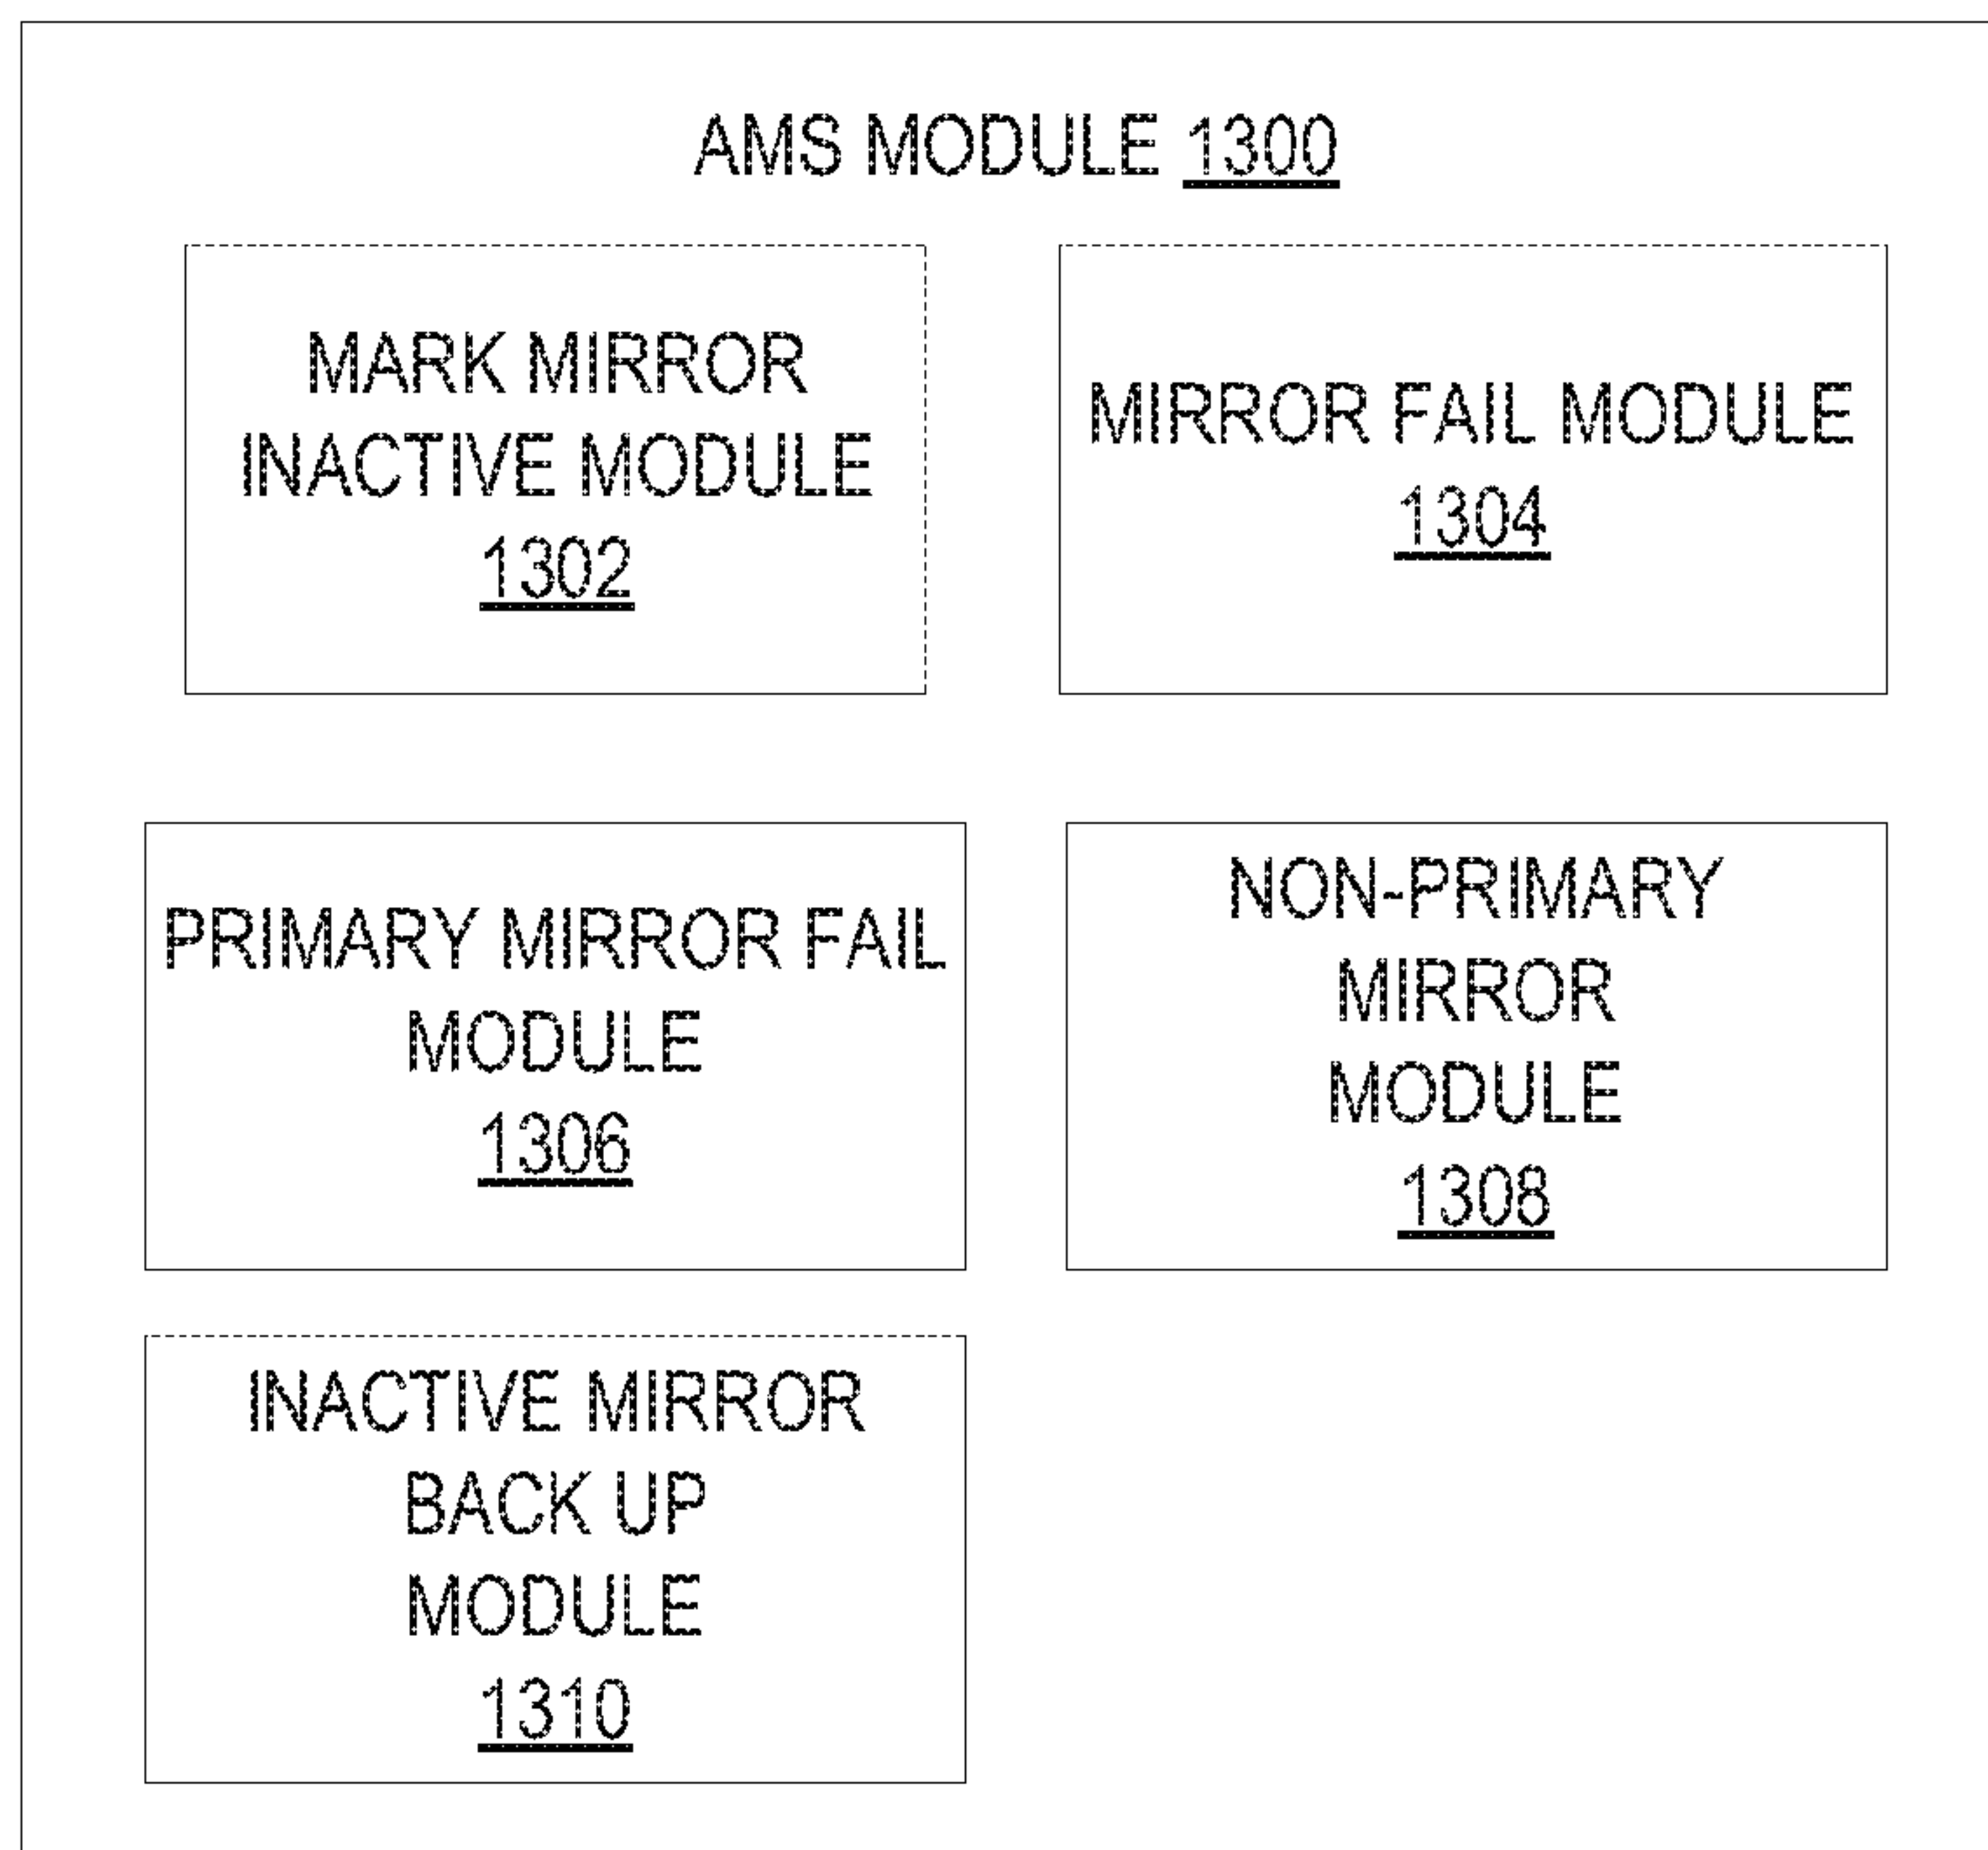 AMS MODULE 1300
MARK MIRROR
INACTIVE MODULE
1302
MIRROR FAIL MODULE
1304
PRIMARY MIRROR FAIL
MODULE
1306
NON-PRIMARY
MIRROR
MODULE
1308
INACTIVE MIRROR
BACK UP
MODULE
1310